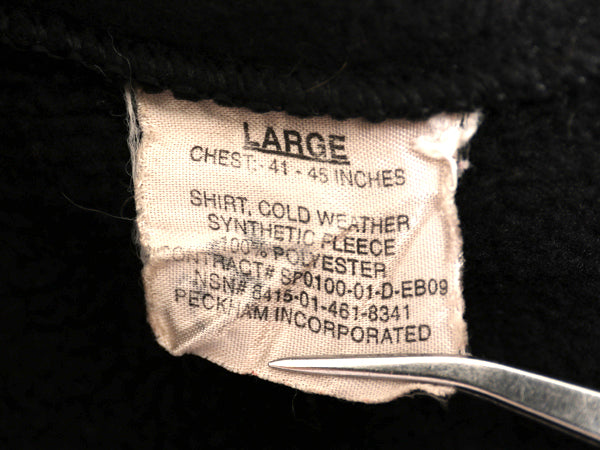 LARGE
CHEST: 41 - 45 INCHES
SHIRT, COLD WEATHER
SYNTHETIC FLEECE
100% POLYESTER
CONTRACT# SP0100-01-D-EB09
NSN# 8415-01-461-8341
PECKHAM INCORPORATED